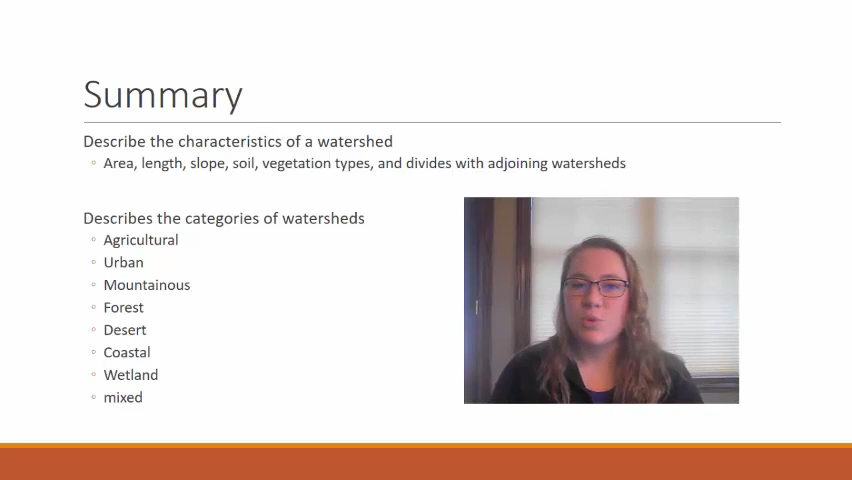 Summary
Describe the characteristics of a watershed
◦ Area, length, slope, soil, vegetation types, and divides with adjoining watersheds
Describes the categories of watersheds
◦ Agricultural
◦ Urban
◦ Mountainous
◦ Forest
◦ Desert
◦ Coastal
◦ Wetland
◦ mixed